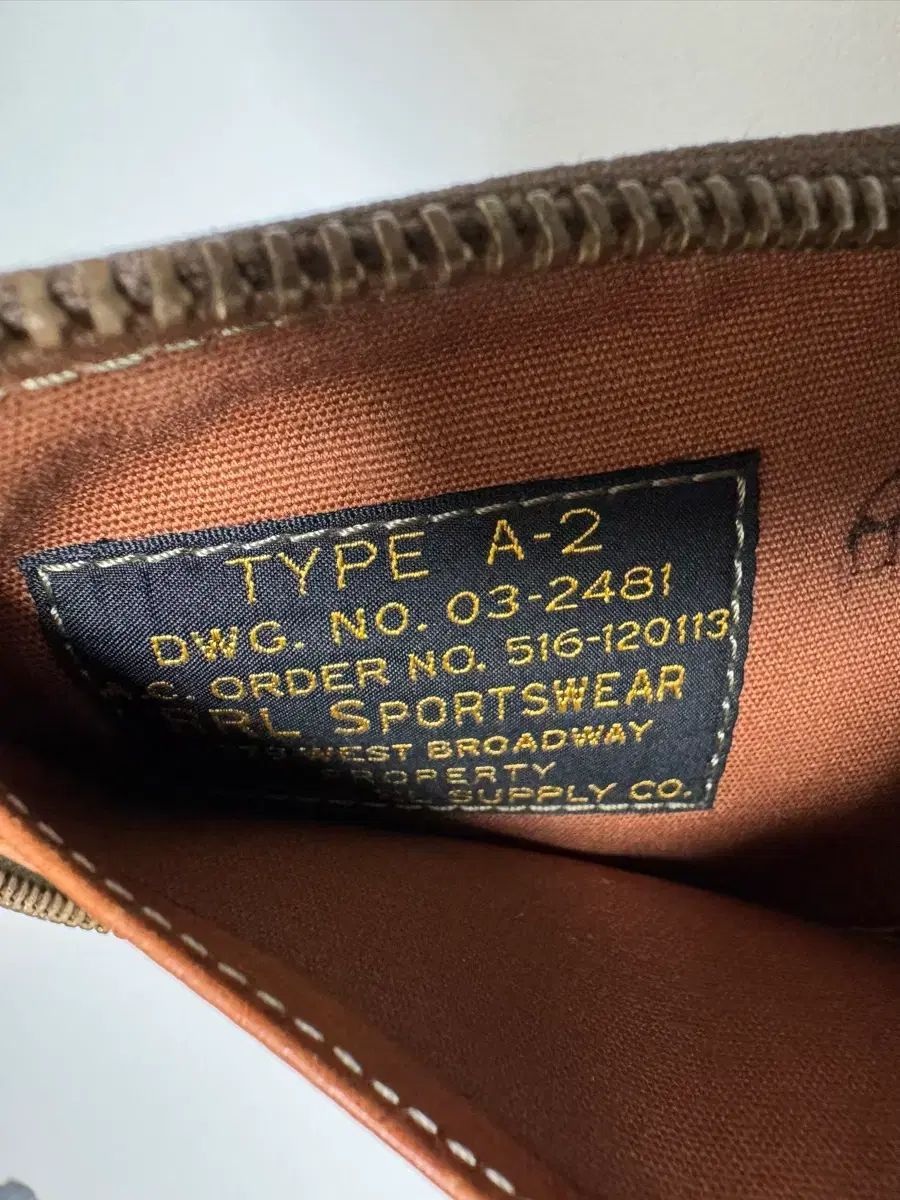 TYPE A-2
DWG. NO. 03-2481
A.C. ORDER NO. 516-120113
RRL SPORTSWEAR
WEST BROADWAY
PROPERTY
SUPPLY CO.
H